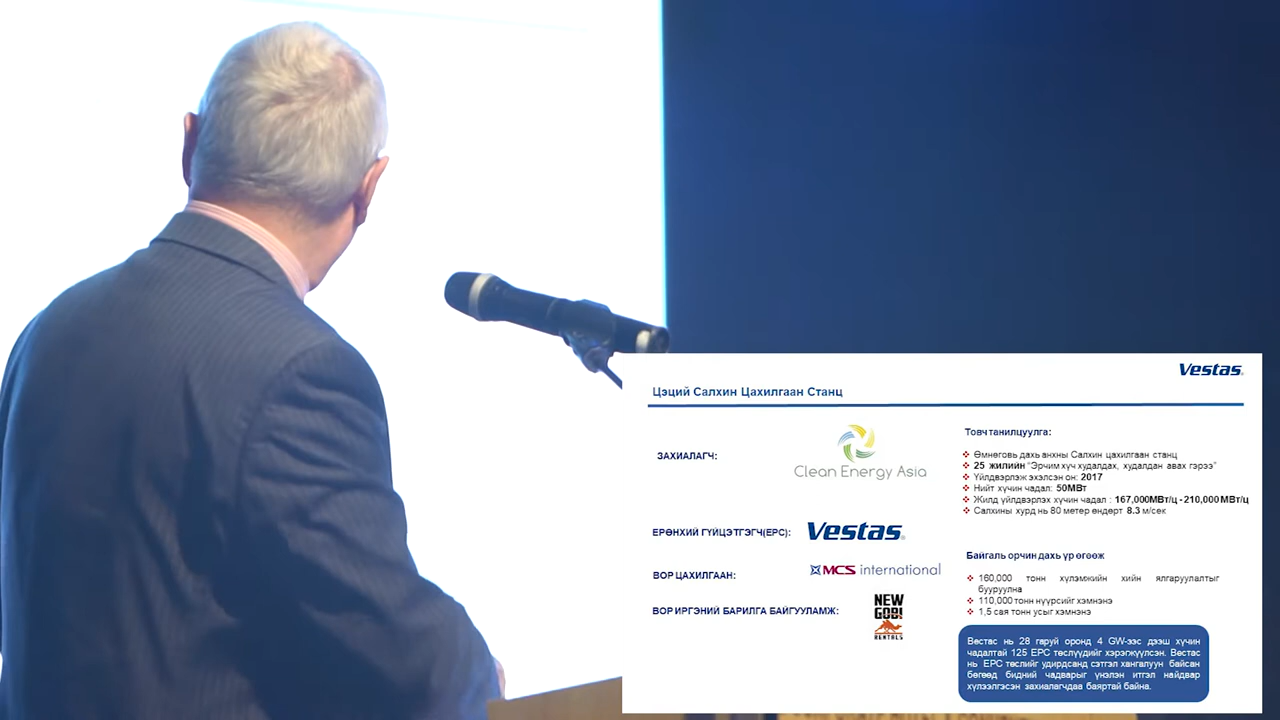 Vestas
Цэций Салхин Цахилгаан Станц
ЗАХИАЛАГЧ:
Clean Energy Asia
ЕРӨНХИЙ ГҮЙЦЭТГЭГЧ(EPC):
Vestas
ВОР ЦАХИЛГААН:
MCS international
ВОР ИРГЭНИЙ БАРИЛГА БАЙГУУЛАМЖ:
NEW
GOBI
RENTALS
Товч танилцуулга:
Өмнөговь дахь анхны Салхин цахилгаан станц
25 жилийн "Эрчим хүч худалдах, худалдан авах гэрээ"
Үйлдвэрлэж эхэлсэн он: 2017
Нийт хүчин чадал: 50МВт
Жилд үйлдвэрлэх хүчин чадал : 167,000МВт/ц - 210,000 МВт/ц
Салхины хурд нь 80 метер өндөрт 8.3 м/сек
Байгаль орчин дахь үр өгөөж
160,000 тонн хүлэмжийн хийн ялгаруулалтыг
бууруулна
110,000 тонн нүүрсийг хэмнэнэ
1,5 сая тонн усыг хэмнэнэ
Вестас нь 28 гаруй оронд 4 GW-ээс дээш хүчин
чадалтай 125 EPC төслүүдийг хэрэгжүүлсэн. Вестас
нь EPC төслийг удирдсанд сэтгэл хангалуун байсан
бөгөөд бидний чадварыг үнэлэн итгэл найдвар
хүлээлгэсэн захиалагчдаа баяртай байна.